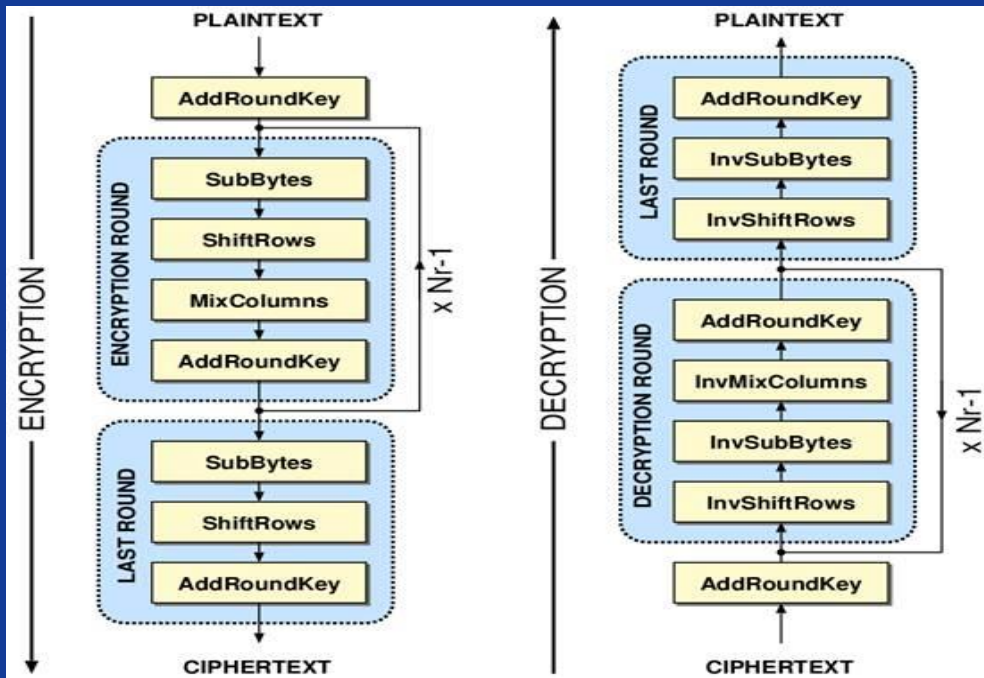 ENCRYPTION
PLAINTEXT
AddRoundKey
ENCRYPTION ROUND
SubBytes
ShiftRows
MixColumns
AddRoundKey
x Nr-1
LAST ROUND
SubBytes
ShiftRows
AddRoundKey
CIPHERTEXT
DECRYPTION
PLAINTEXT
LAST ROUND
AddRoundKey
InvSubBytes
InvShiftRows
DECRYPTION ROUND
AddRoundKey
InvMixColumns
InvSubBytes
InvShiftRows
x Nr-1
AddRoundKey
CIPHERTEXT